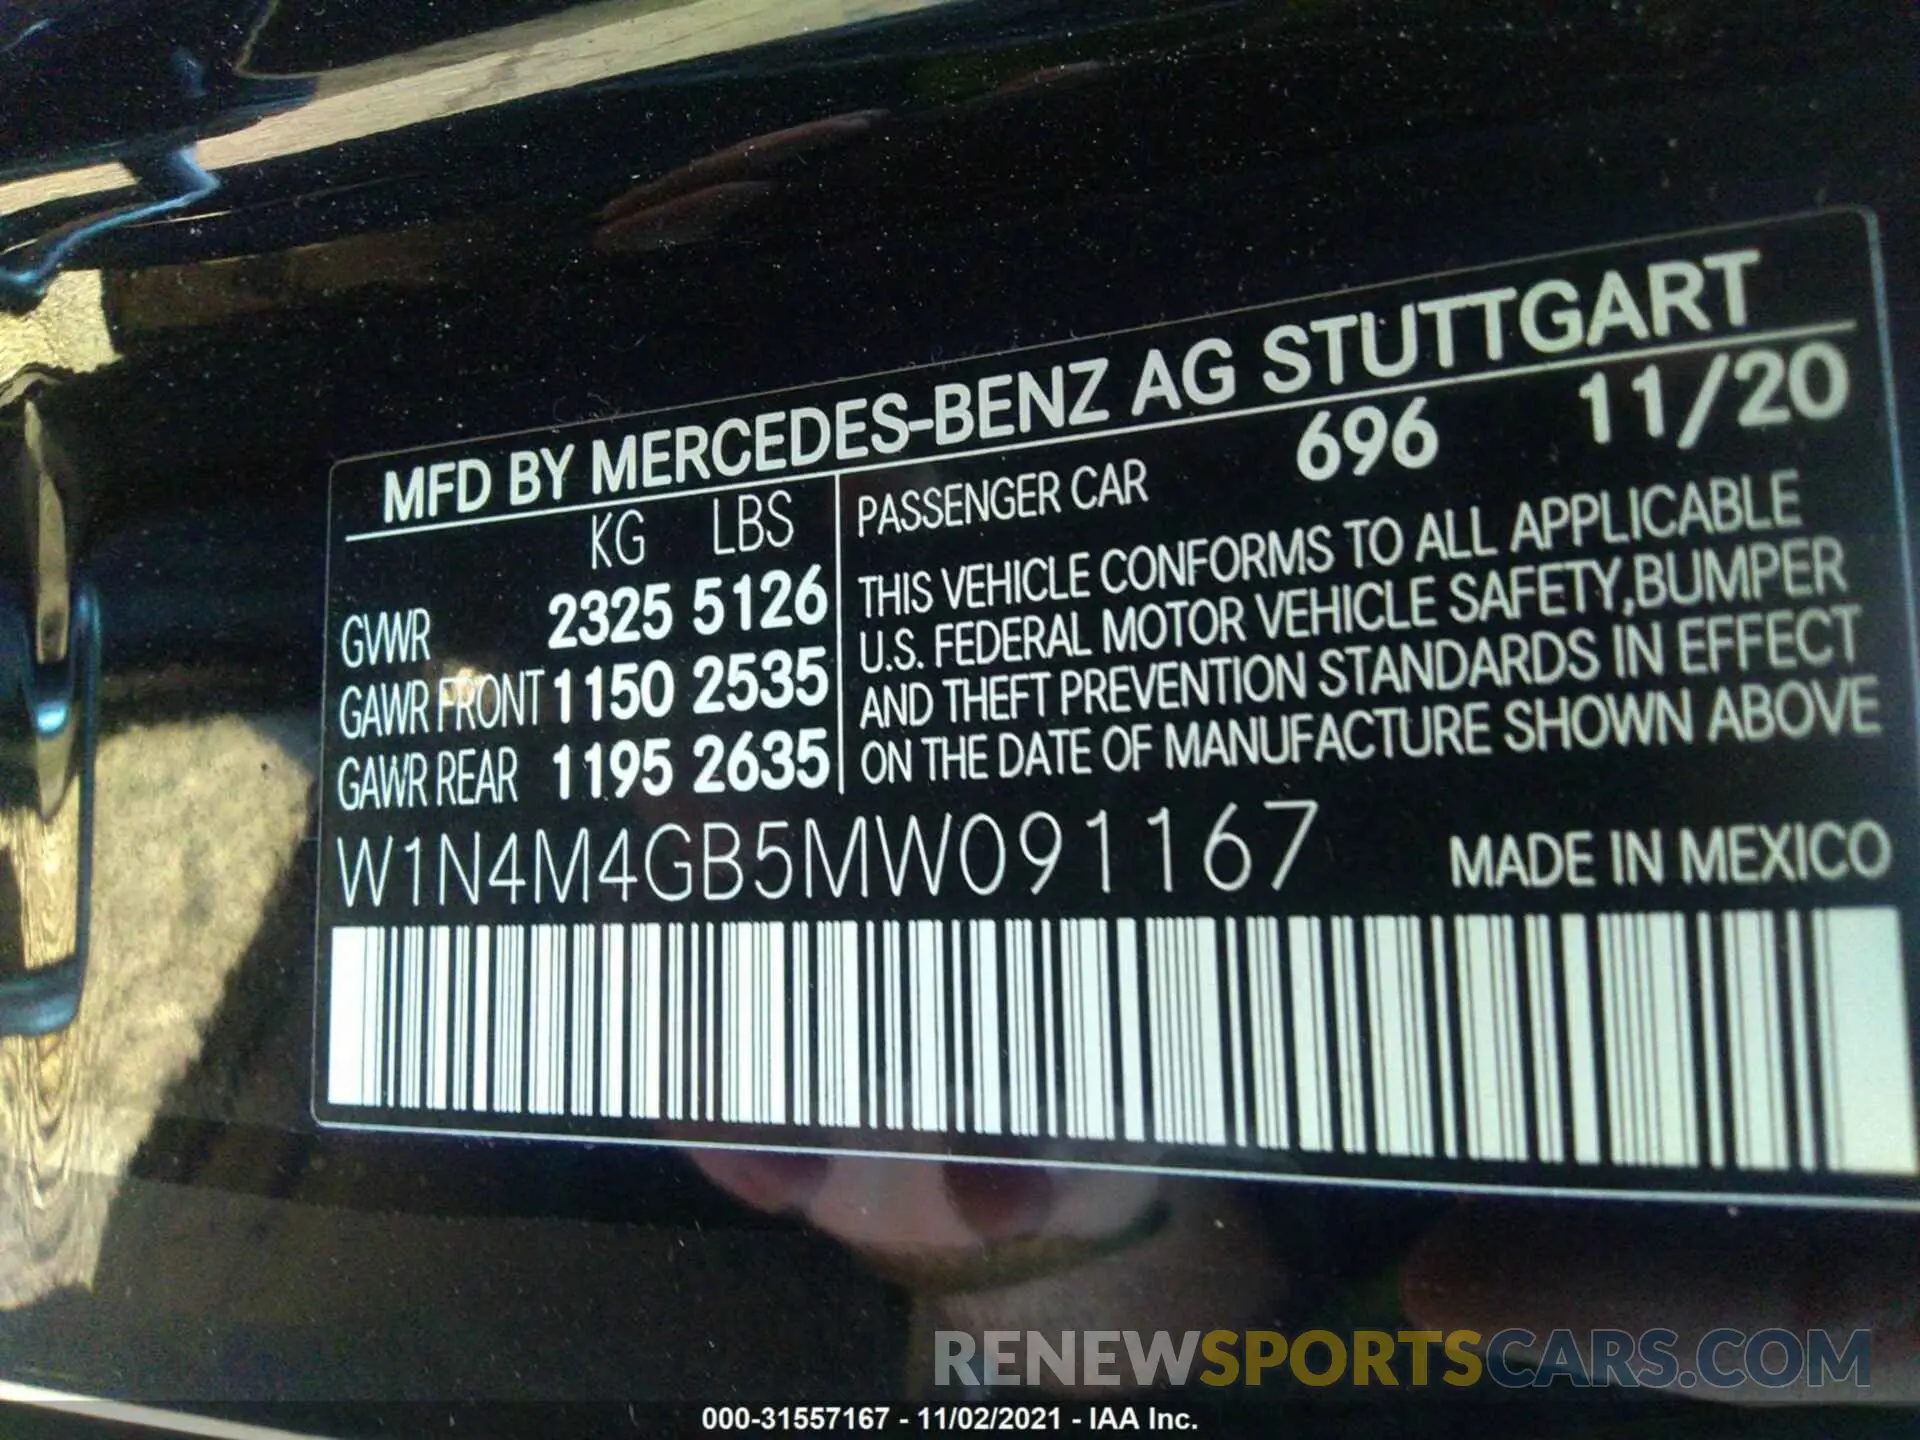 MFD BY MERCEDES-BENZ AG STUTTGART
KG LBS
GVWR 2325 5126
GAWR FRONT 1150 2535
GAWR REAR 1195 2635
PASSENGER CAR 696 11/20
THIS VEHICLE CONFORMS TO ALL APPLICABLE
U.S. FEDERAL MOTOR VEHICLE SAFETY,BUMPER
AND THEFT PREVENTION STANDARDS IN EFFECT
ON THE DATE OF MANUFACTURE SHOWN ABOVE
W1N4M4GB5MW091167 MADE IN MEXICO
RENEWSPORTSCARS.COM
000-31557167 - 11/02/2021 - IAA Inc.